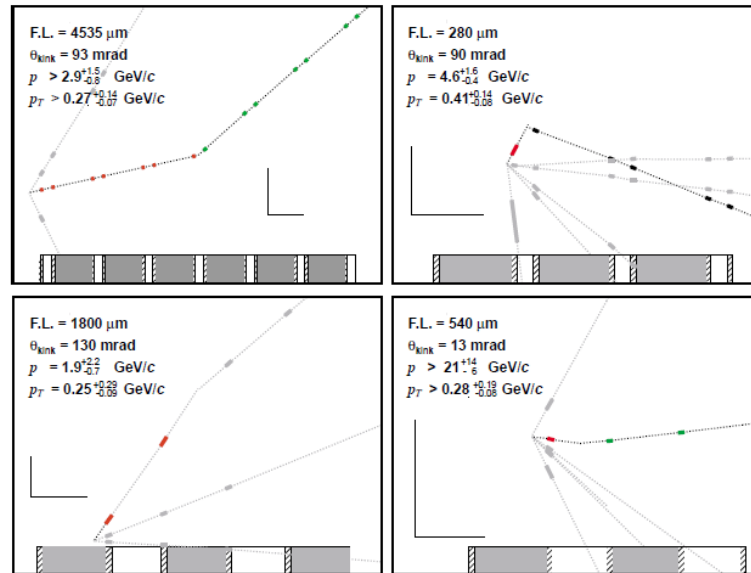 F.L. = 4535 μm
θkink = 93 mrad
p > 2.9 +1.5 -0.8 GeV/c
pT > 0.27 +0.14 -0.07 GeV/c
F.L. = 280 μm
θkink = 90 mrad
p = 4.6 +1.6 -0.4 GeV/c
pT = 0.41 +0.14 -0.08 GeV/c
F.L. = 1800 μm
θkink = 130 mrad
p = 1.9 +2.2 -0.7 GeV/c
pT = 0.25 +0.29 -0.09 GeV/c
F.L. = 540 μm
θkink = 13 mrad
p > 21 +14 -6 GeV/c
pT > 0.28 +0.19 -0.08 GeV/c